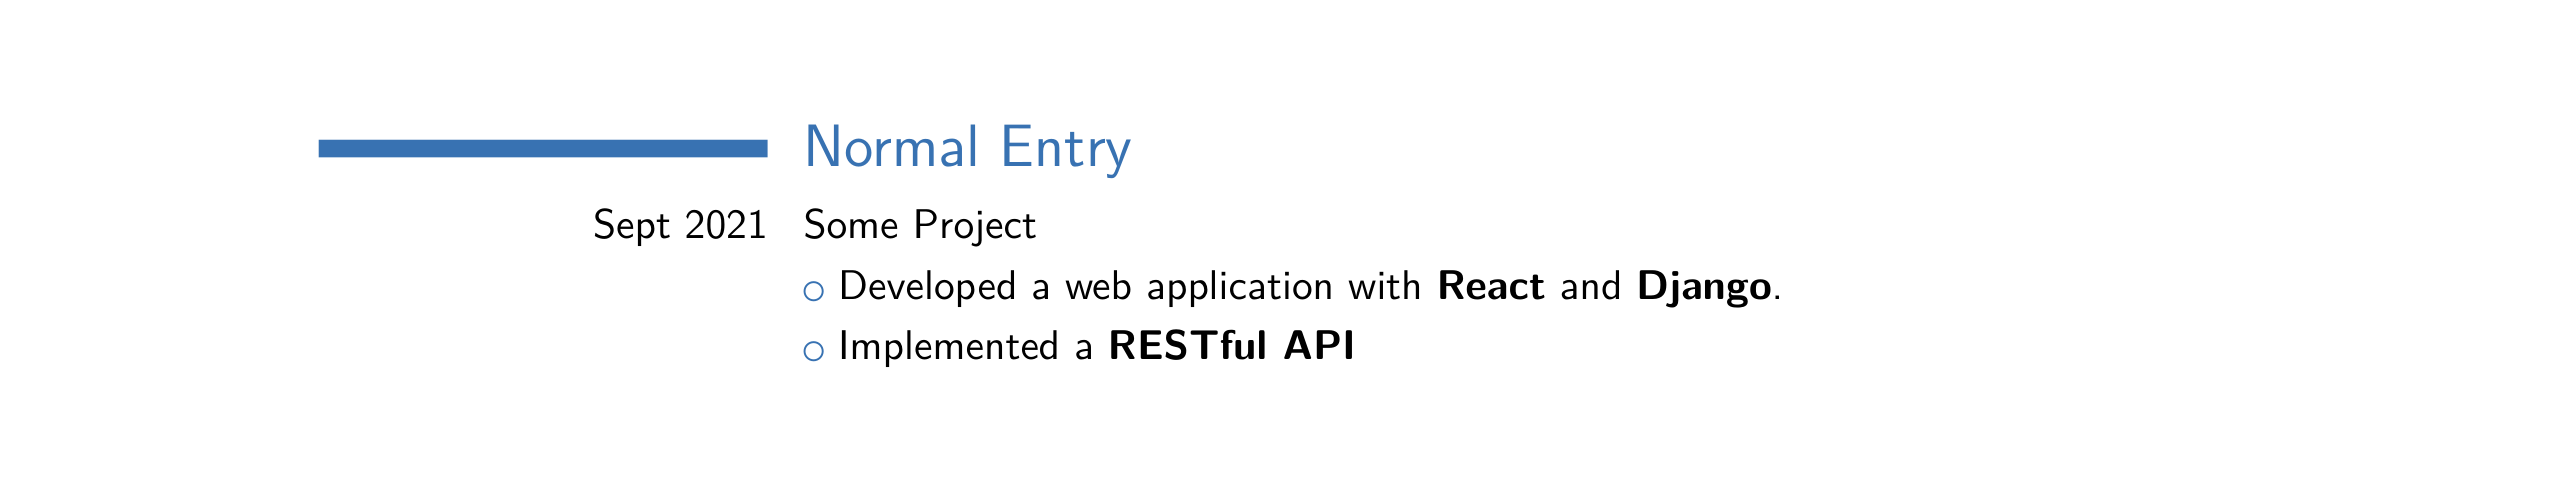 Normal Entry
Sept 2021 Some Project
○ Developed a web application with React and Django.
○ Implemented a RESTful API